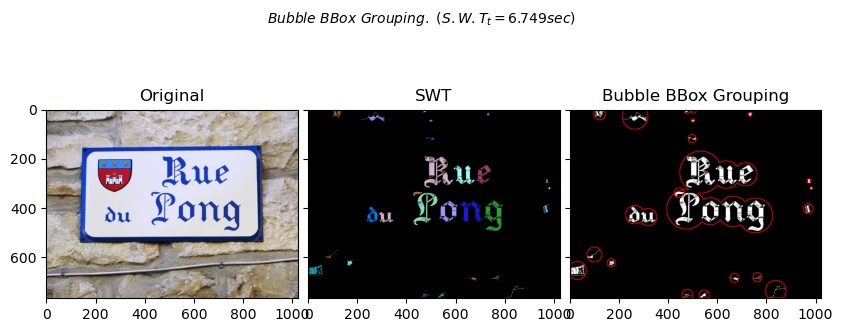 Bubble BBox Grouping. (S.W.T_t = 6.749sec)
Original
SWT
Bubble BBox Grouping
0
200
400
600
0 200 400 600 800 1000
0 200 400 600 800 1000
0 200 400 600 800 1000
Rue
du Pong
Rue
du Pong
Rue
du Pong